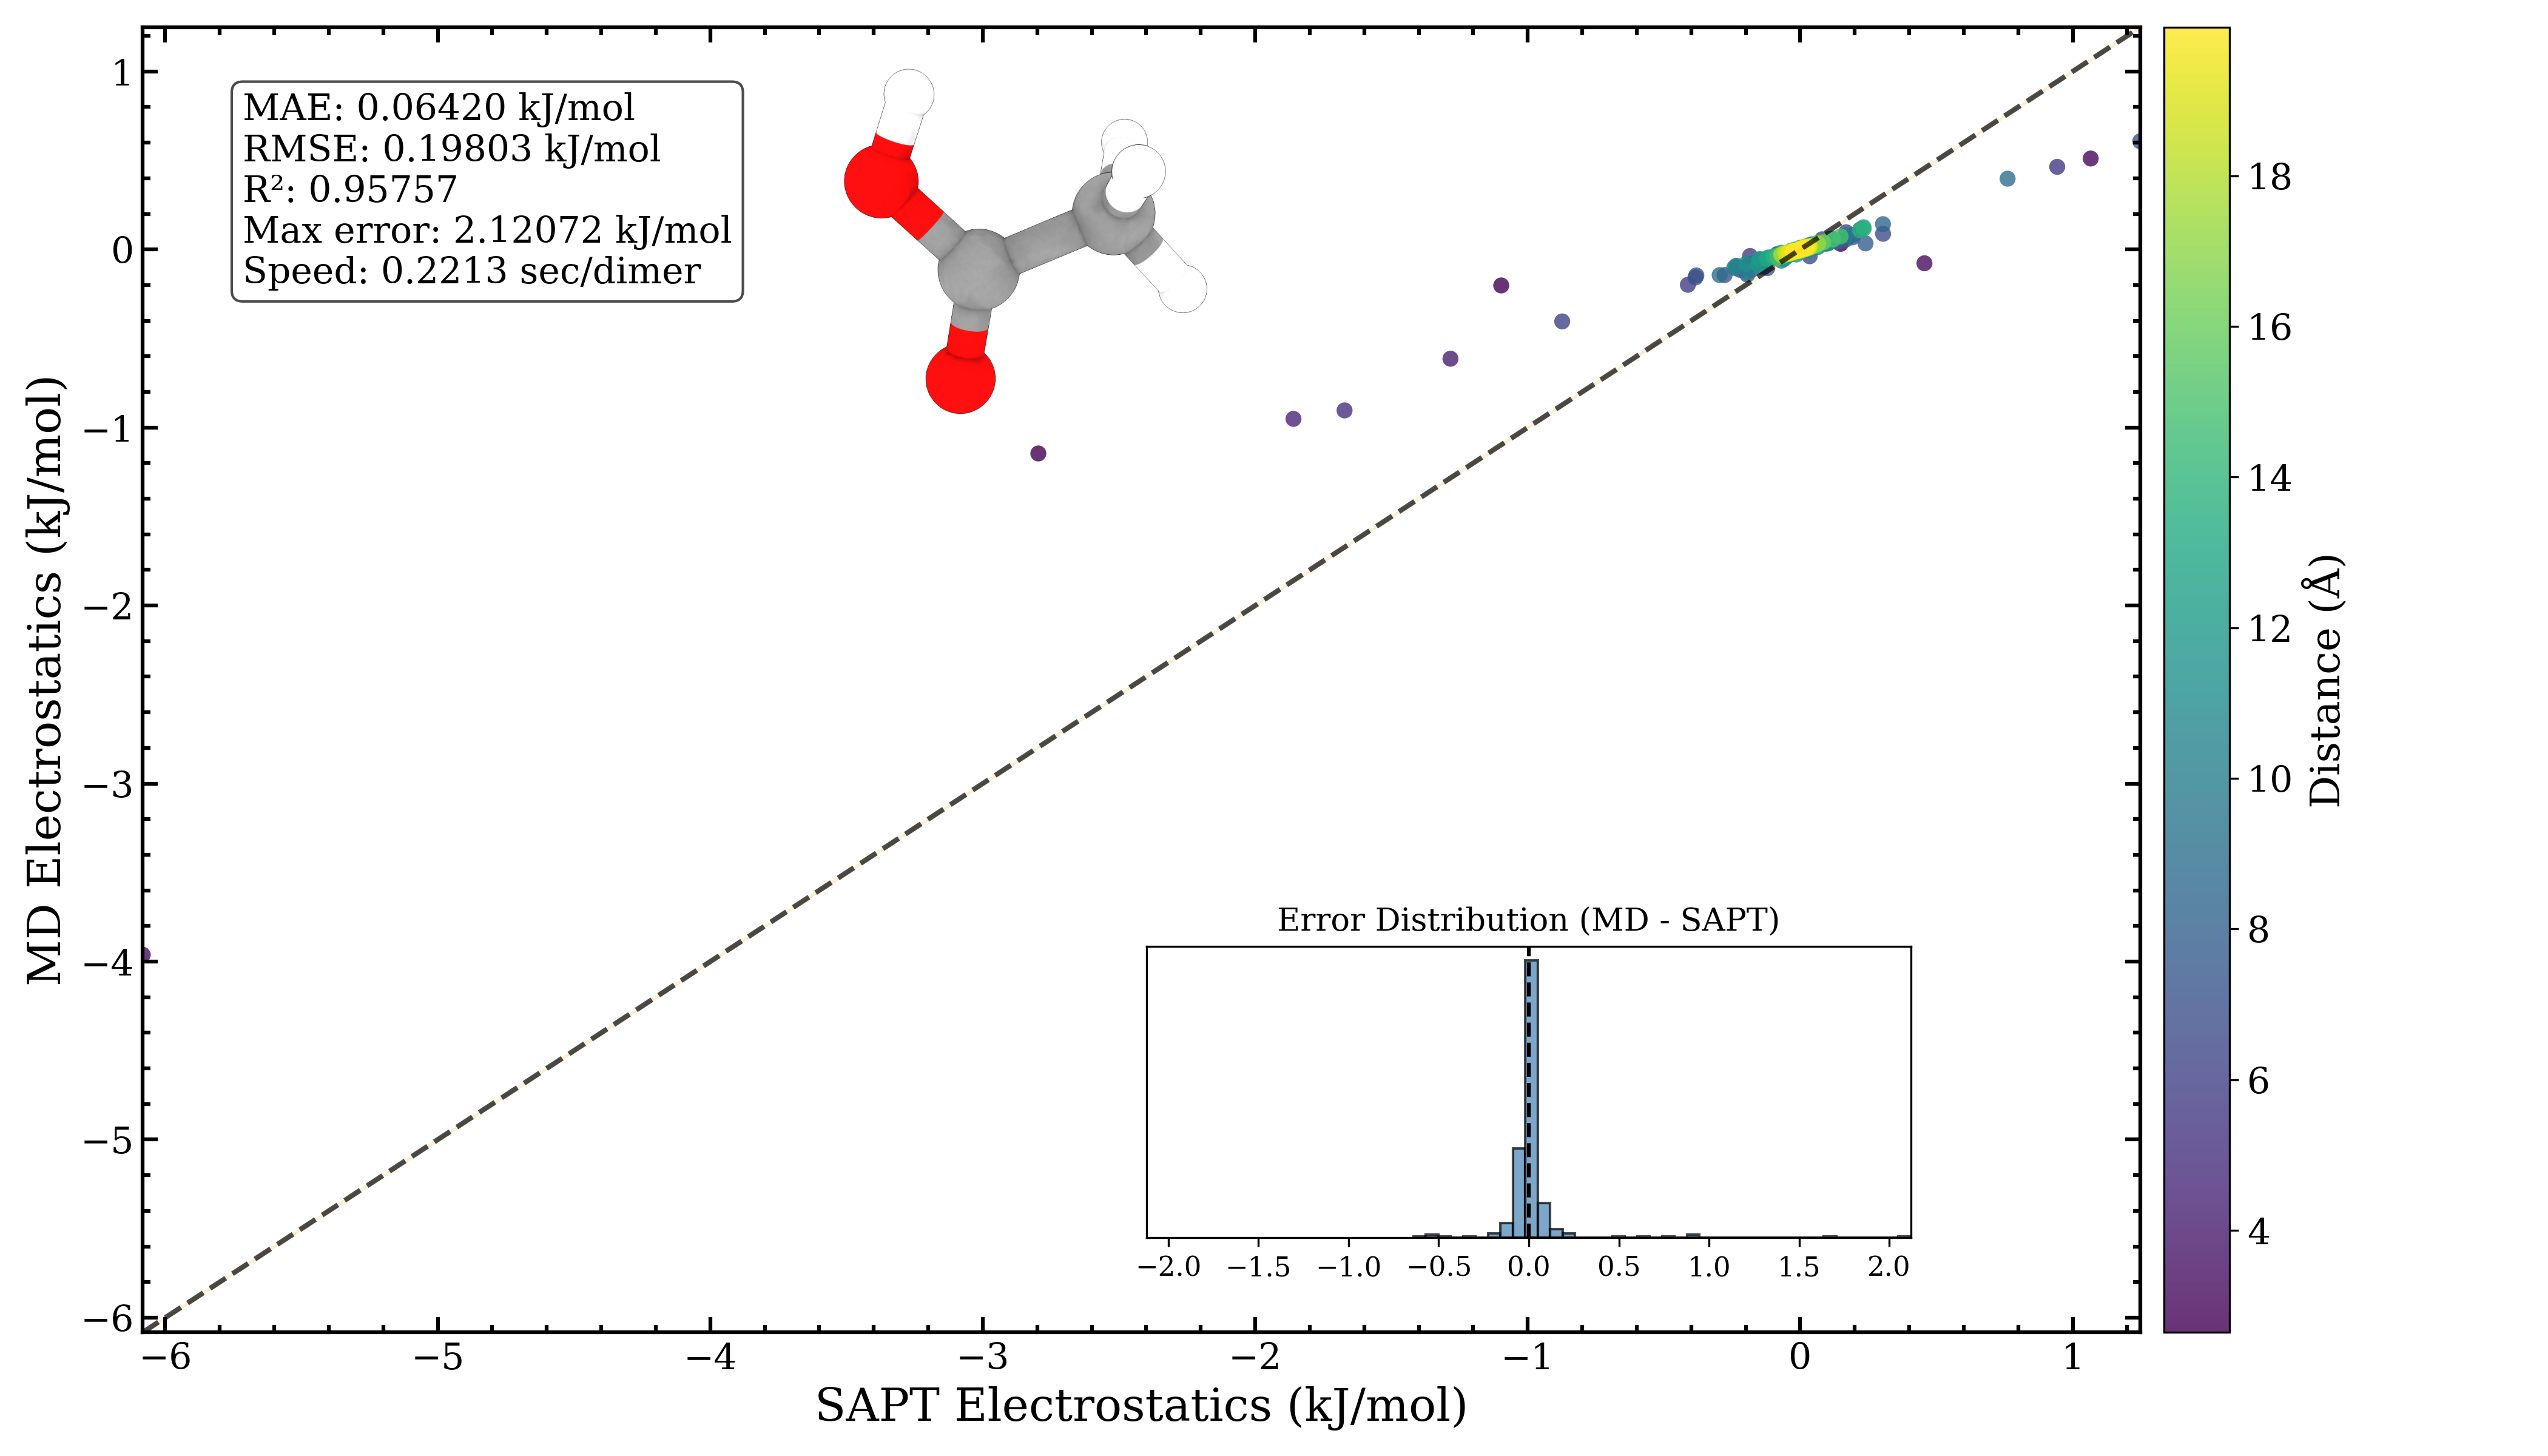 MAE: 0.06420 kJ/mol
RMSE: 0.19803 kJ/mol
R²: 0.95757
Max error: 2.12072 kJ/mol
Speed: 0.2213 sec/dimer
MD Electrostatics (kJ/mol)
1
0
−1
−2
−3
−4
−5
−6
−6 −5 −4 −3 −2 −1 0 1
SAPT Electrostatics (kJ/mol)
Error Distribution (MD - SAPT)
−2.0 −1.5 −1.0 −0.5 0.0 0.5 1.0 1.5 2.0
18
16
14
12
10
8
6
4
Distance (Å)